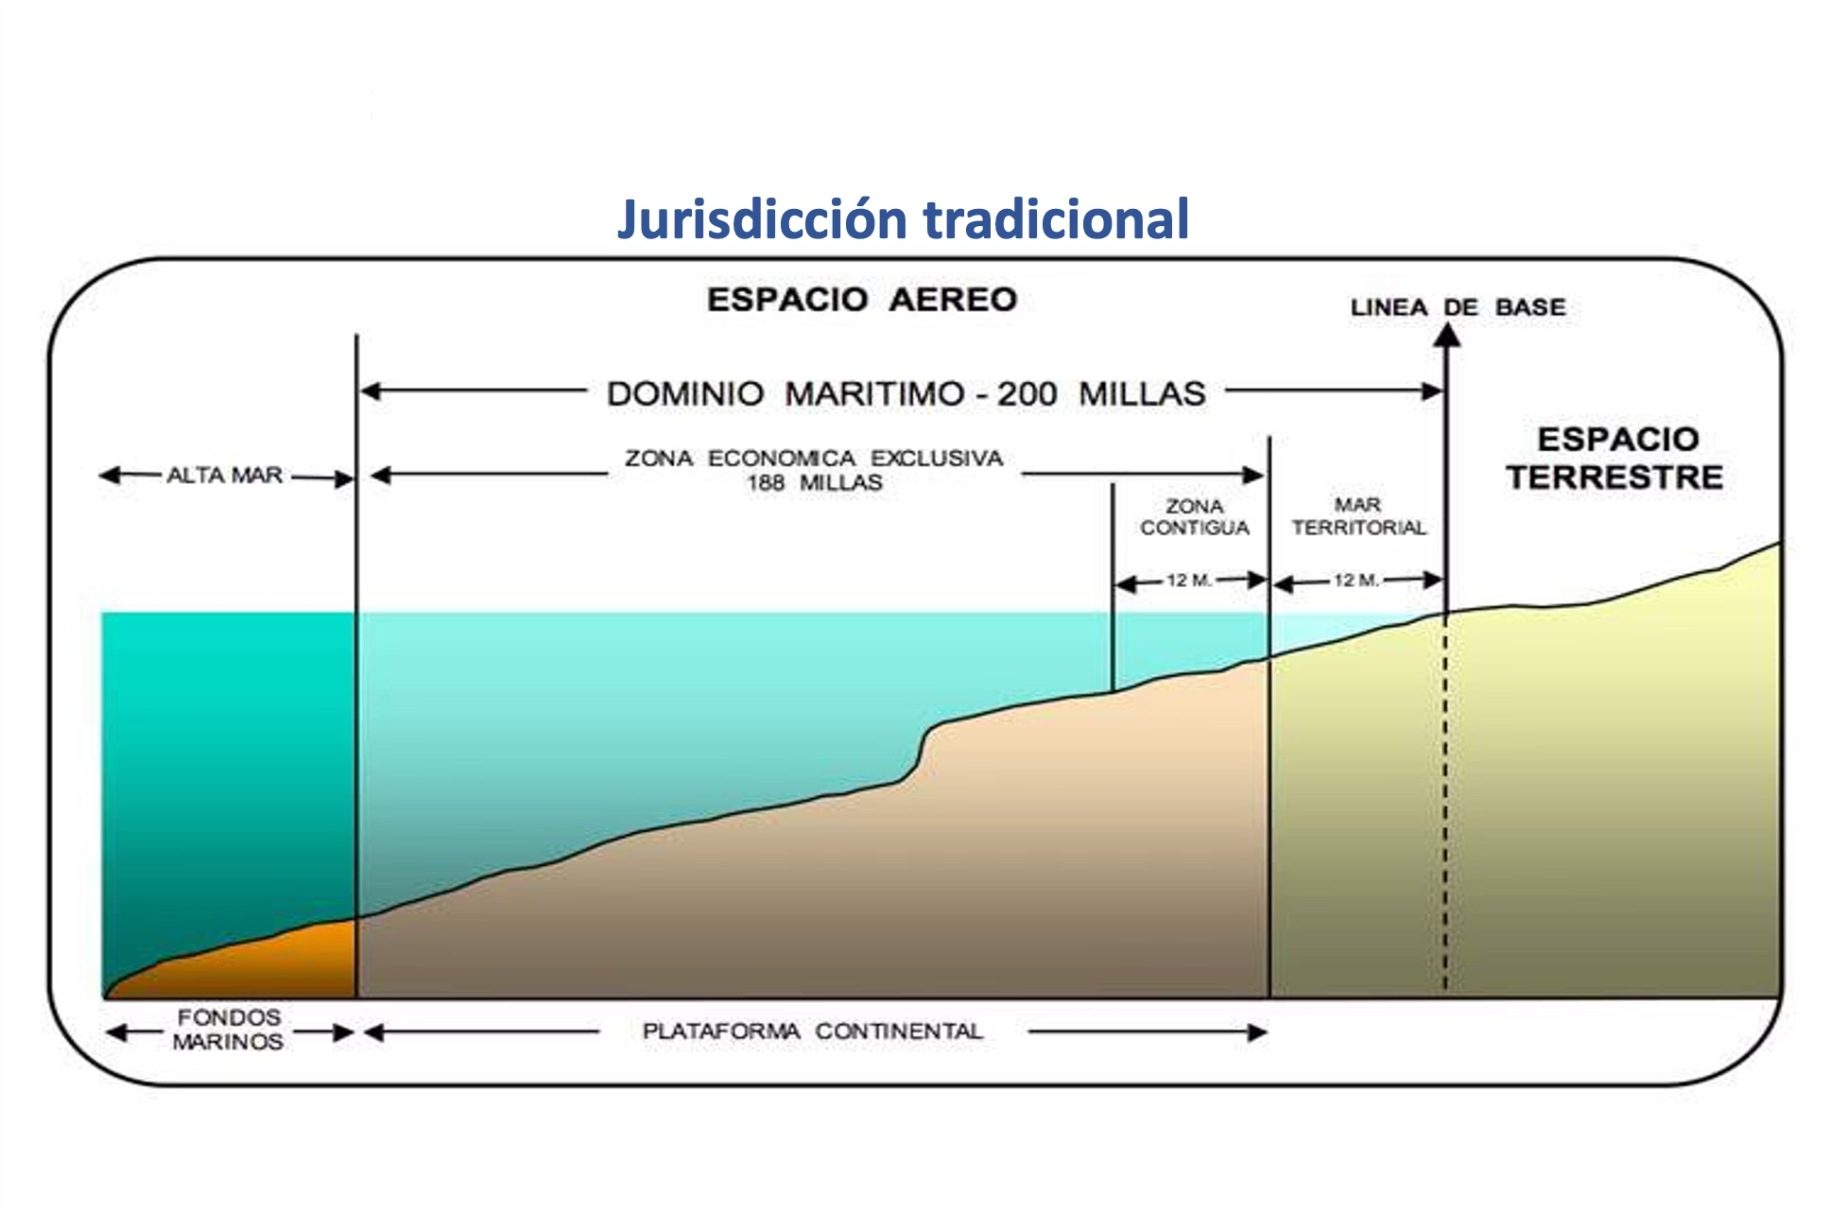 Jurisdicción tradicional
ESPACIO AEREO
LINEA DE BASE
DOMINIO MARITIMO - 200 MILLAS
ESPACIO
TERRESTRE
ALTA MAR
ZONA ECONOMICA EXCLUSIVA
188 MILLAS
ZONA
CONTIGUA
MAR
TERRITORIAL
12 M.
12 M.
FONDOS
MARINOS
PLATAFORMA CONTINENTAL